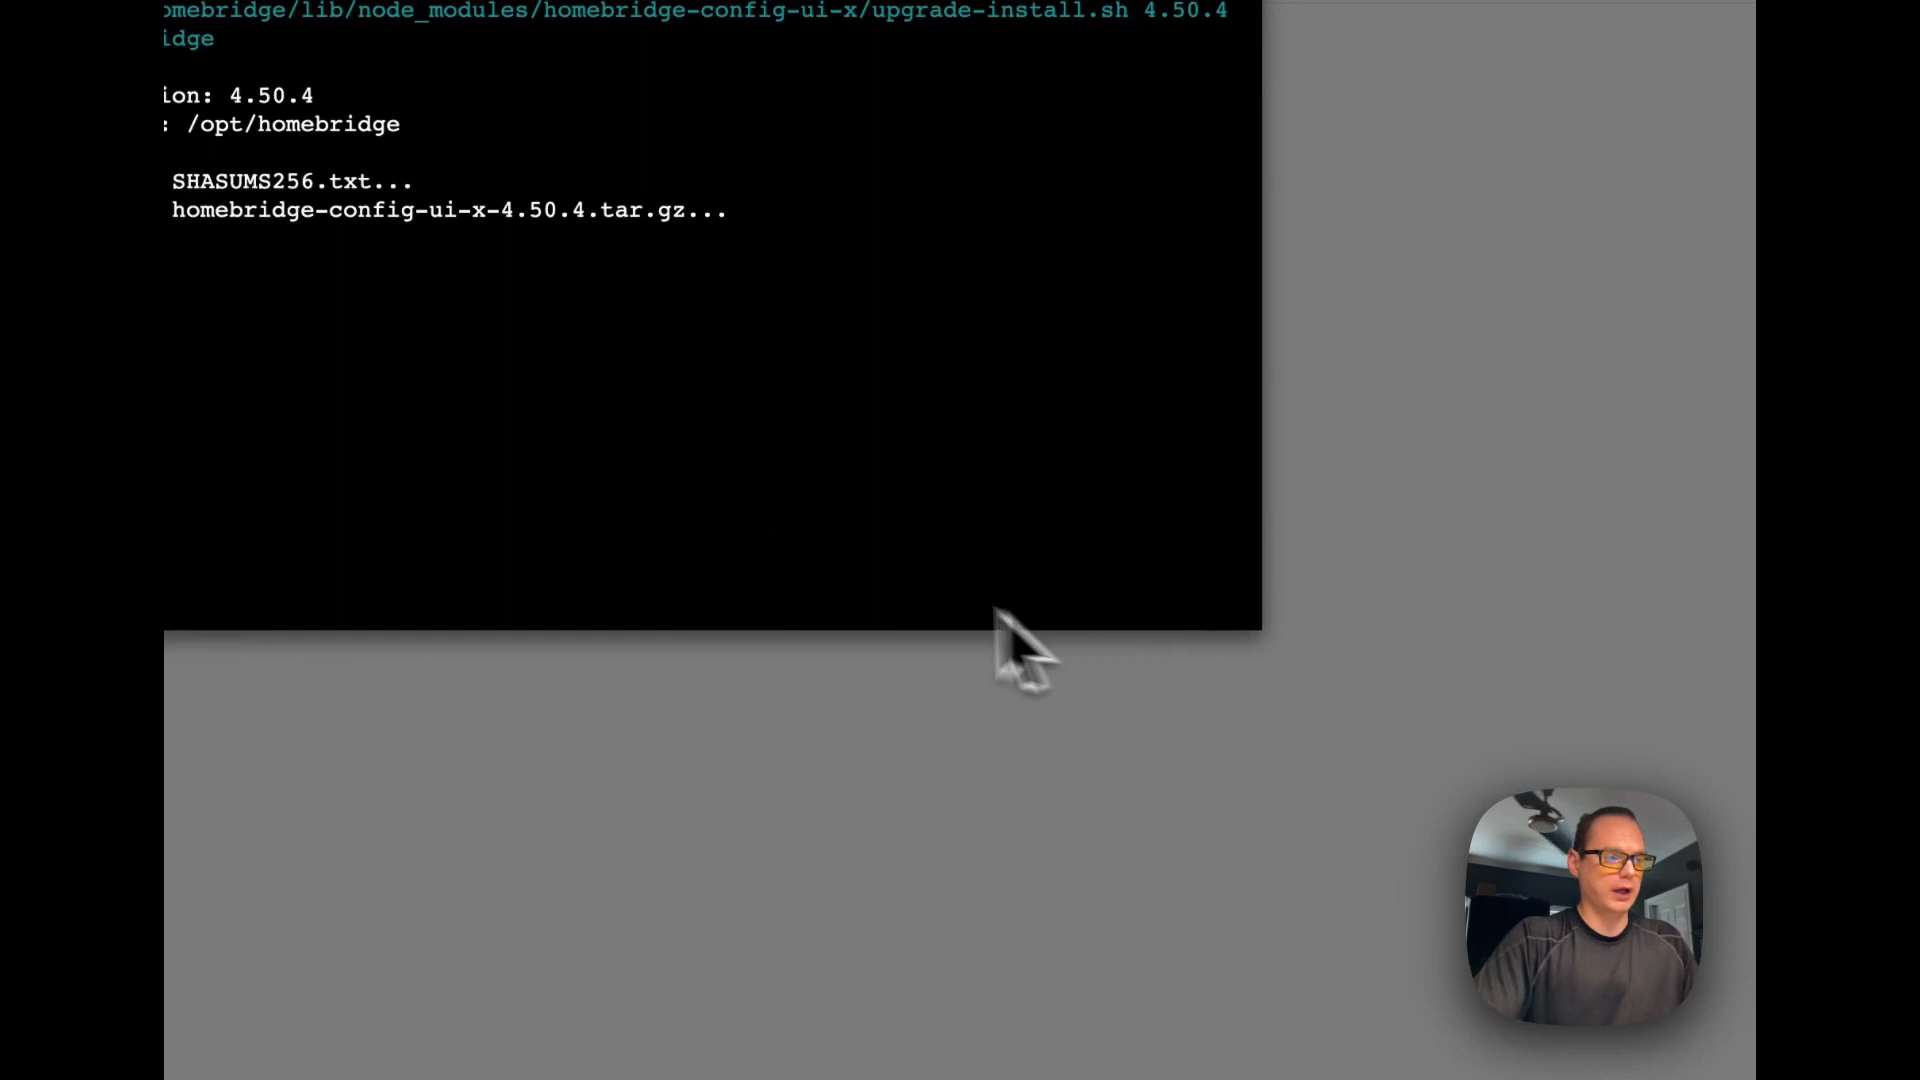 omebridge/lib/node_modules/homebridge-config-ui-x/upgrade-install.sh 4.50.4
idge
ion: 4.50.4
: /opt/homebridge
SHASUMS256.txt...
homebridge-config-ui-x-4.50.4.tar.gz...